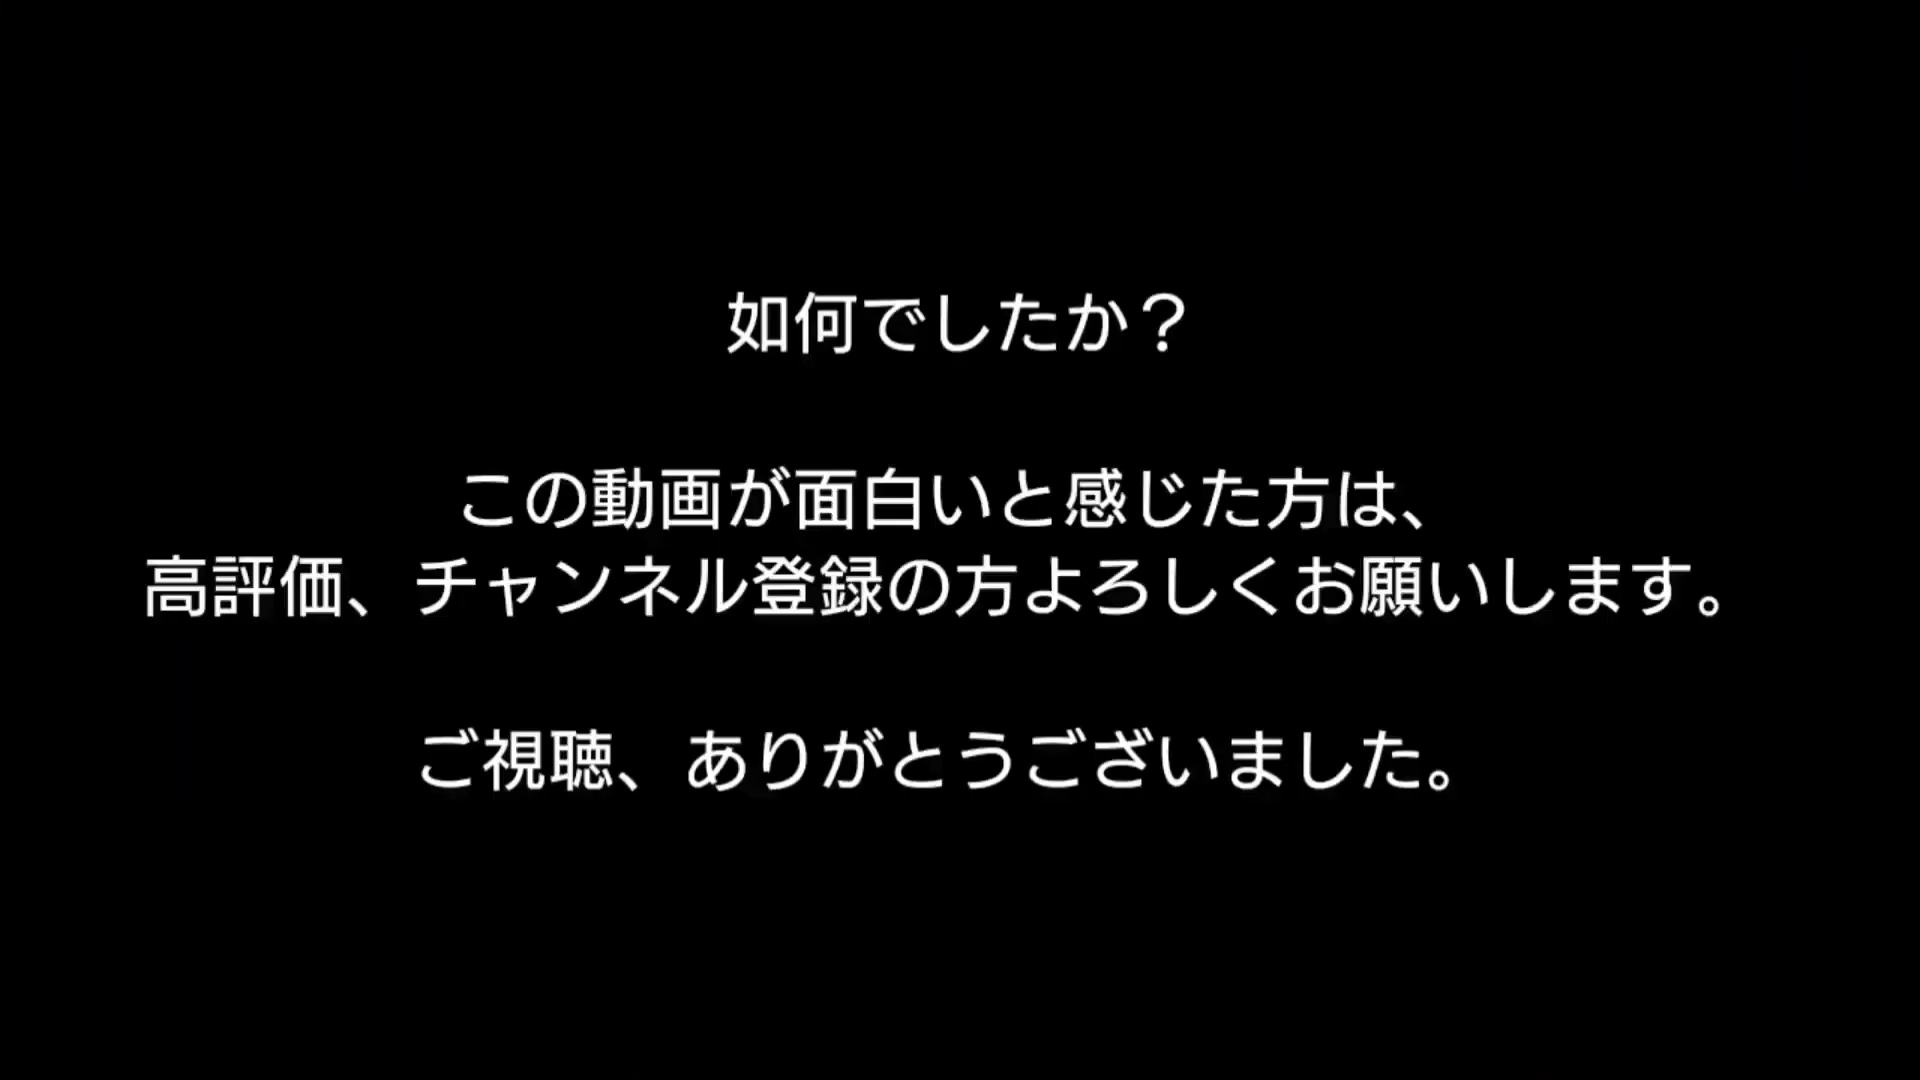 如何でしたか？
この動画が面白いと感じた方は、
高評価、チャンネル登録の方よろしくお願いします。
ご視聴、ありがとうございました。